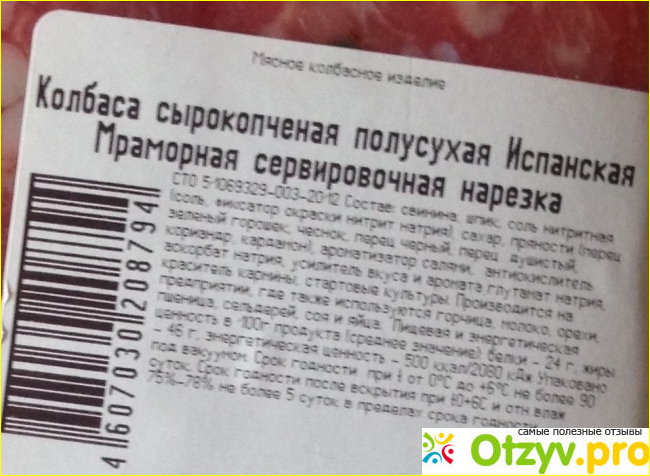 Мясное колбасное изделие
Колбаса сырокопченая полусухая Испанская
Мраморная сервировочная нарезка
СТО 51069329-003-2012 Состав: свинина, шпик, соль нитритная
(соль, фиксатор окраски нитрит натрия), сахар, пряности (перец
зеленый горошек, чеснок, перец черный, перец душистый,
кориандр, кардамон), ароматизатор салями, антиокислитель
аскорбат натрия, усилитель вкуса и аромата глутамат натрия,
краситель кармины, стартовые культуры. Производится на
предприятии, где также используются горчица, молоко, орехи,
пшеница, сельдерей, соя и яйца. Пищевая и энергетическая
ценность в 100г продукта (среднее значение): белки - 24 г, жиры
- 46 г, энергетическая ценность - 500 ккал/2080 кДж Упаковано
под вакуумом. Срок годности при t от 0°C до +6°C не более 90
суток. Срок годности после вскрытия при t0+6C и отн влаж
75%-78% не более 5 суток в пределах срока годности.
4 607030 208794
самые полезные отзывы
Otzyv.pro